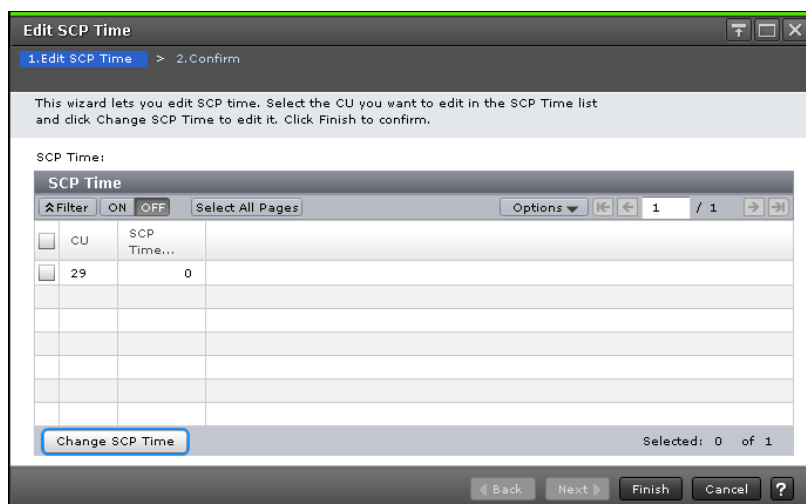 Edit SCP Time
1.Edit SCP Time > 2.Confirm
This wizard lets you edit SCP time. Select the CU you want to edit in the SCP Time list
and click Change SCP Time to edit it. Click Finish to confirm.
SCP Time:
SCP Time
Filter ON OFF Select All Pages Options 1 / 1
CU SCP
Time...
29 0
Change SCP Time Selected: 0 of 1
Back Next Finish Cancel ?